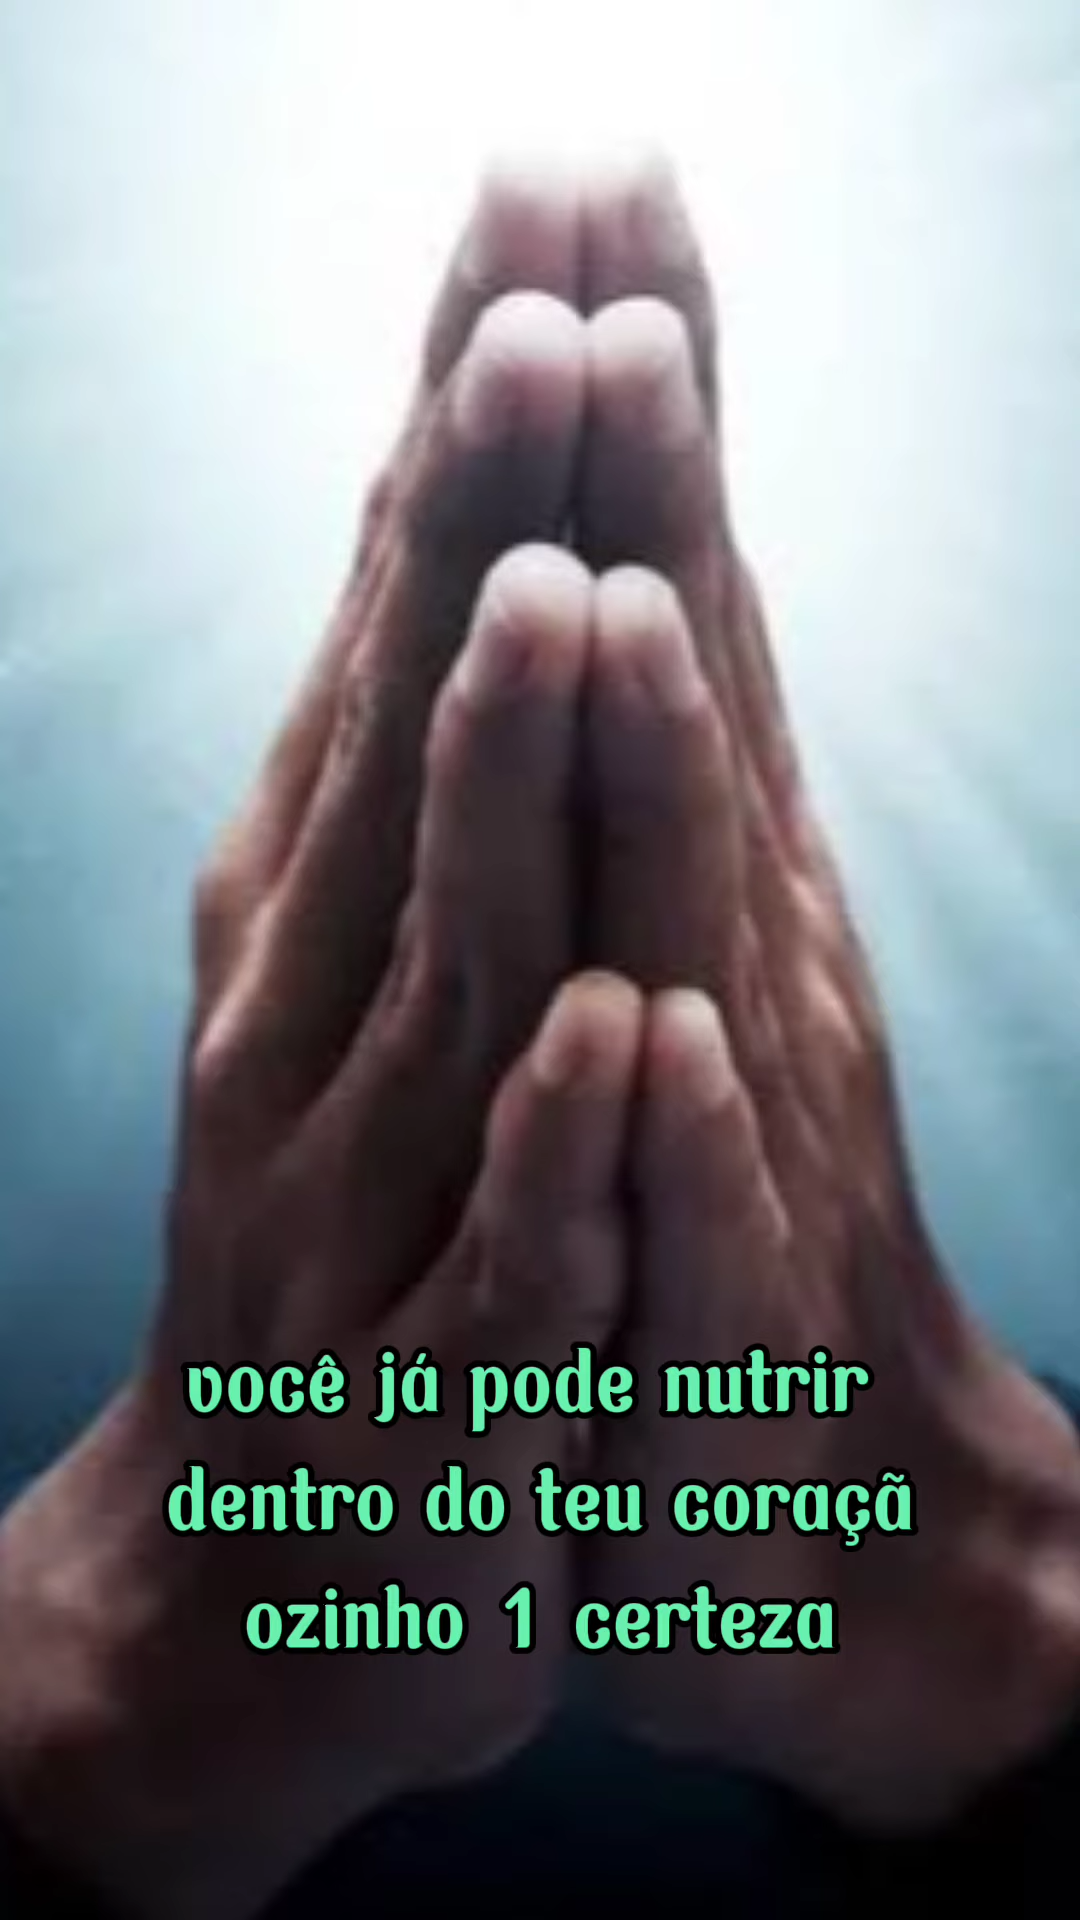 você já pode nutrir
dentro do teu coraçã
ozinho 1 certeza